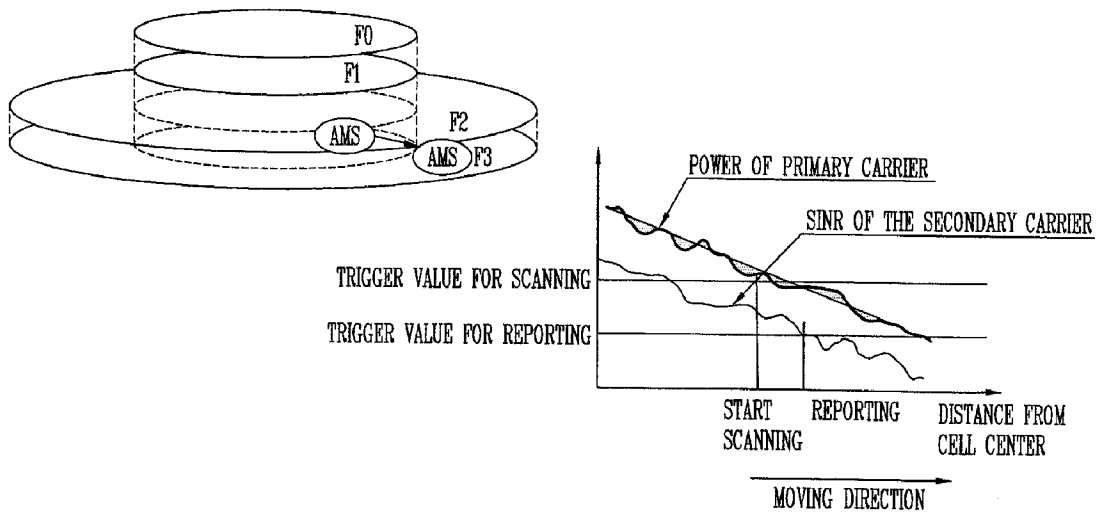 F0
F1
F2
AMS
AMS F3
POWER OF PRIMARY CARRIER
SINR OF THE SECONDARY CARRIER
TRIGGER VALUE FOR SCANNING
TRIGGER VALUE FOR REPORTING
START
SCANNING
REPORTING
DISTANCE FROM
CELL CENTER
MOVING DIRECTION